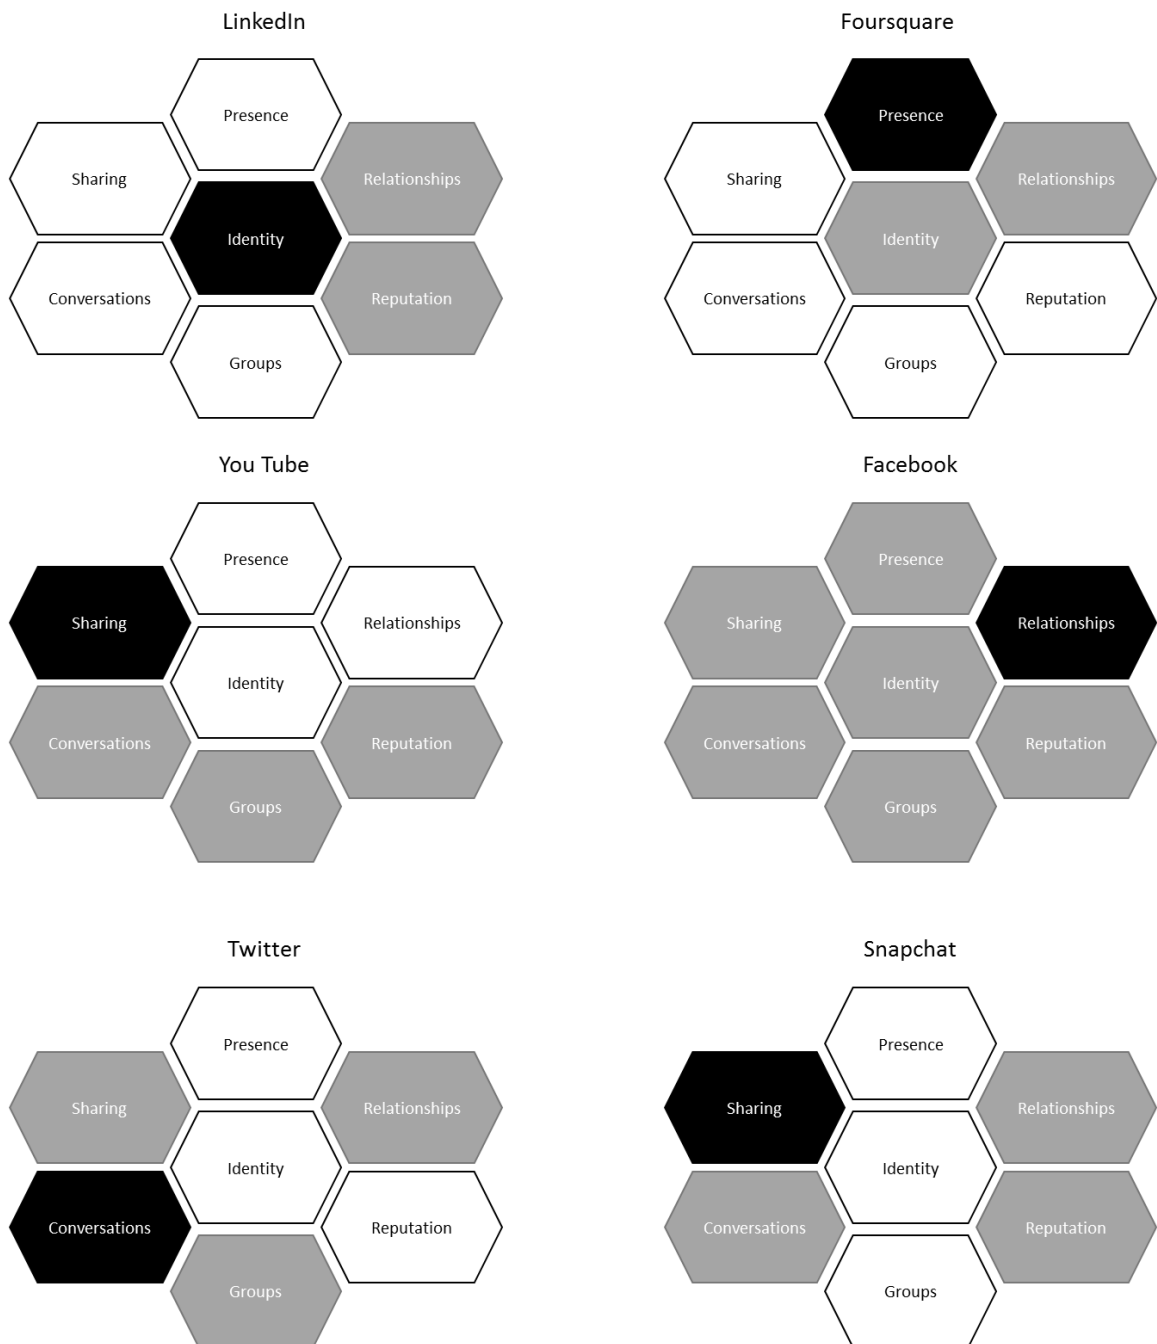 LinkedIn
Presence
Sharing
Relationships
Identity
Conversations
Reputation
Groups
Foursquare
Presence
Sharing
Relationships
Identity
Conversations
Reputation
Groups
You Tube
Presence
Sharing
Relationships
Identity
Conversations
Reputation
Groups
Facebook
Presence
Sharing
Relationships
Identity
Conversations
Reputation
Groups
Twitter
Presence
Sharing
Relationships
Identity
Conversations
Reputation
Groups
Snapchat
Presence
Sharing
Relationships
Identity
Conversations
Reputation
Groups